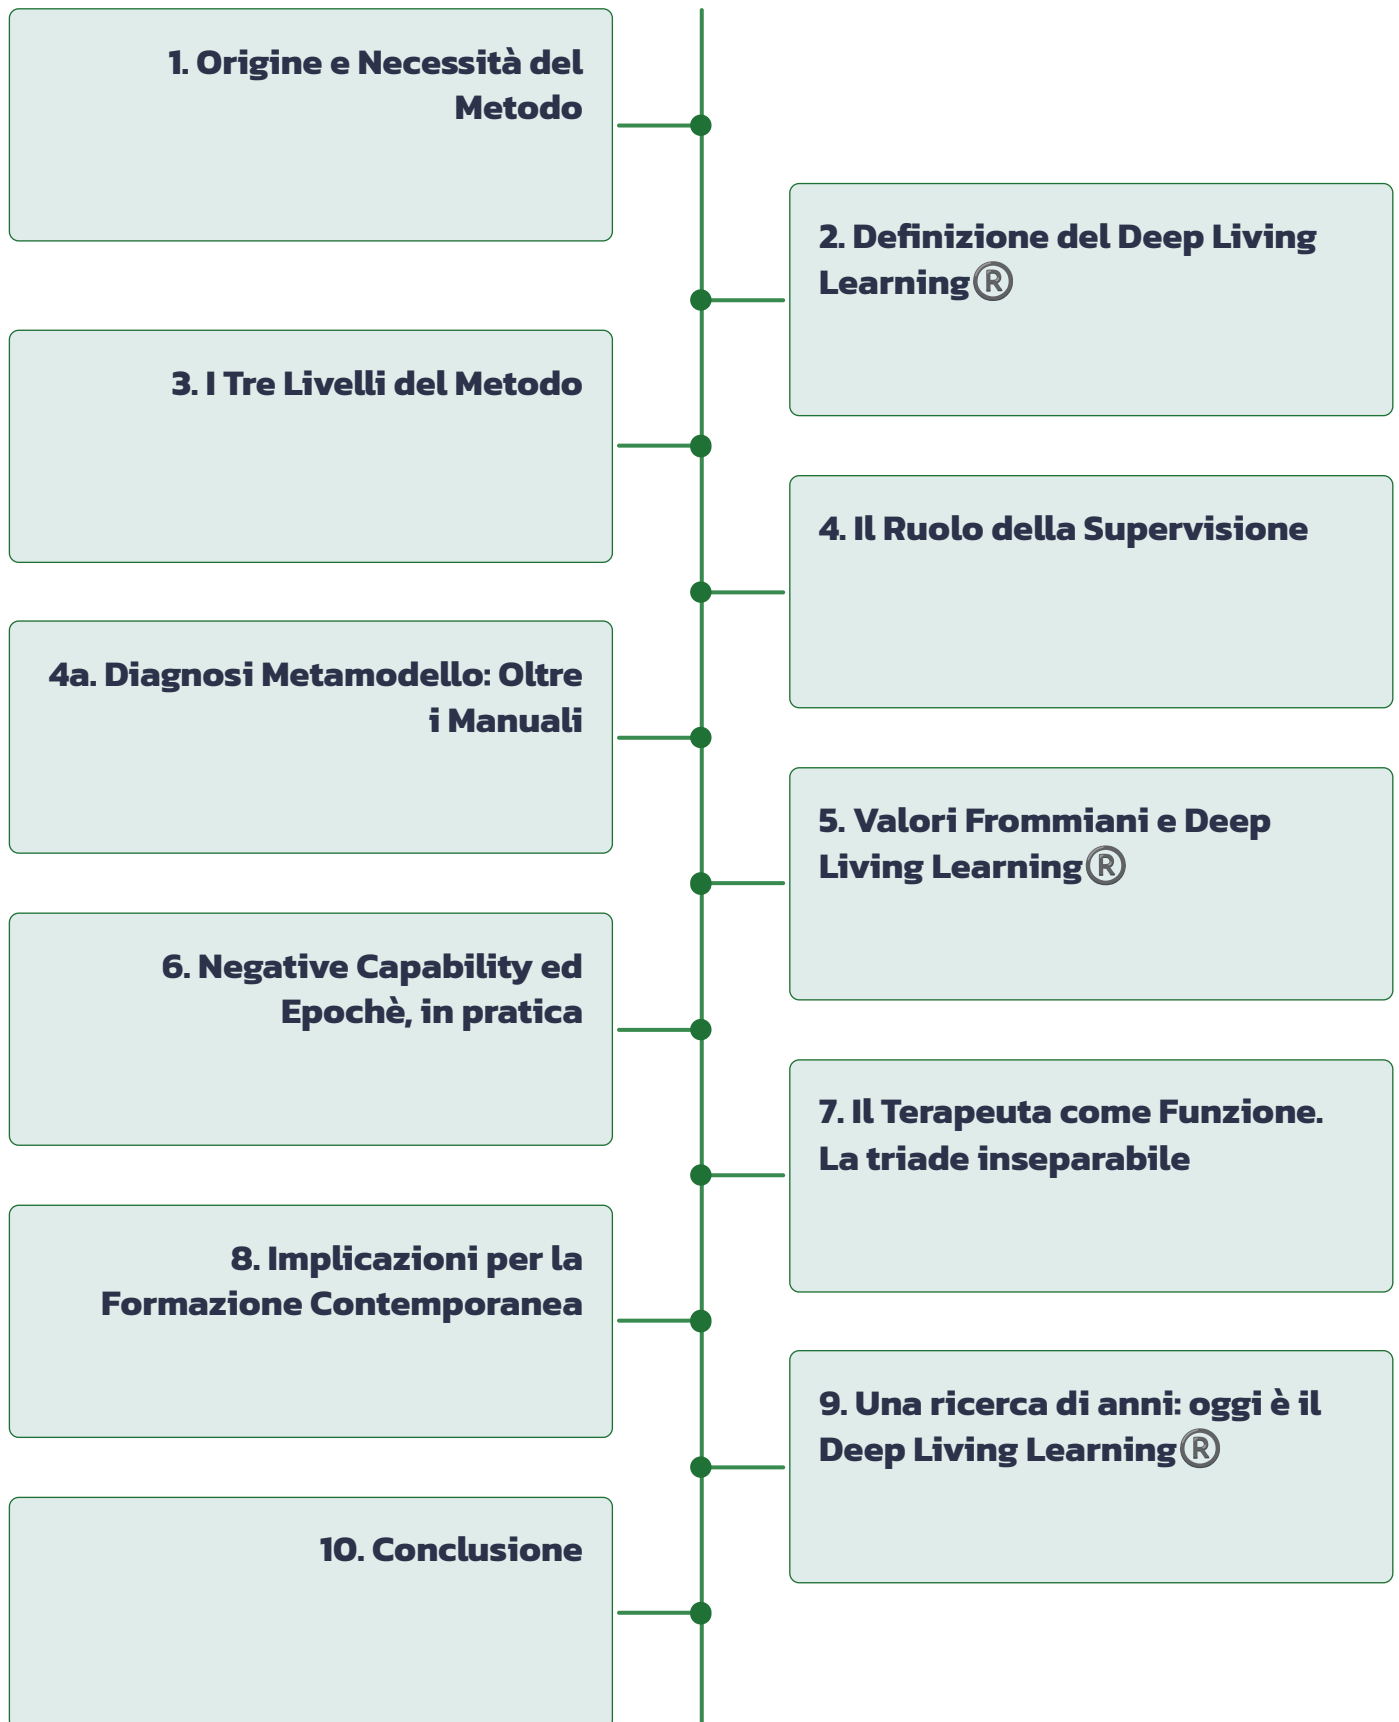 1. Origine e Necessità del
Metodo
2. Definizione del Deep Living
Learning®
3. I Tre Livelli del Metodo
4. Il Ruolo della Supervisione
4a. Diagnosi Metamodello: Oltre
i Manuali
5. Valori Frommiani e Deep
Living Learning®
6. Negative Capability ed
Epochè, in pratica
7. Il Terapeuta come Funzione.
La triade inseparabile
8. Implicazioni per la
Formazione Contemporanea
9. Una ricerca di anni: oggi è il
Deep Living Learning®
10. Conclusione